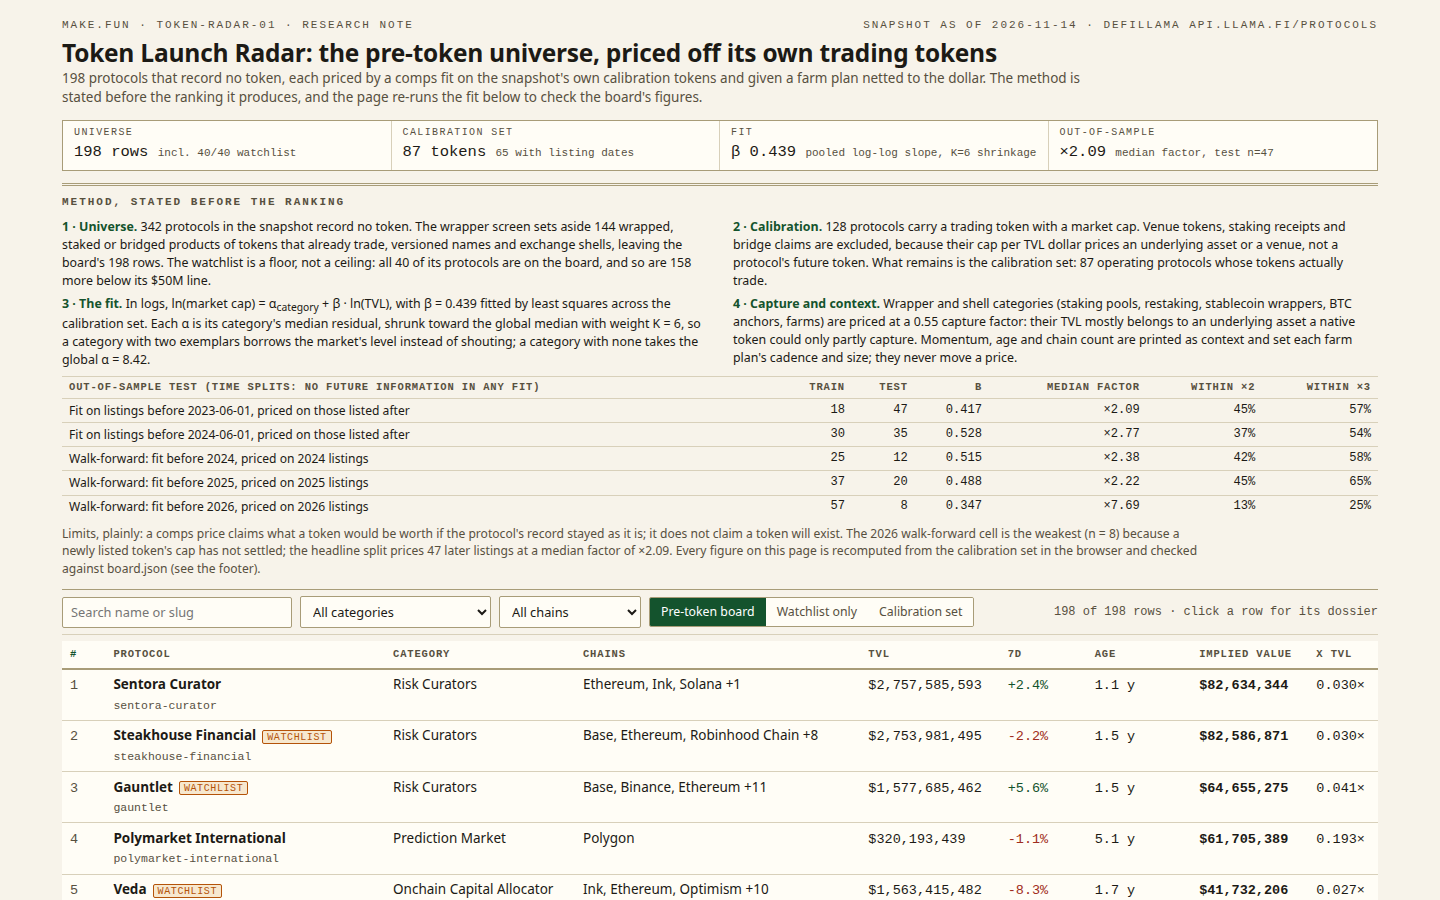 MAKE.FUN · TOKEN-RADAR-01 · RESEARCH NOTE
SNAPSHOT AS OF 2026-11-14 · DEFILLAMA API.LLAMA.FI/PROTOCOLS
Token Launch Radar: the pre-token universe, priced off its own trading tokens
198 protocols that record no token, each priced by a comps fit on the snapshot's own calibration tokens and given a farm plan netted to the dollar. The method is
stated before the ranking it produces, and the page re-runs the fit below to check the board's figures.
UNIVERSE
198 rows incl. 40/40 watchlist
CALIBRATION SET
87 tokens 65 with listing dates
FIT
β 0.439 pooled log-log slope, K=6 shrinkage
OUT-OF-SAMPLE
×2.09 median factor, test n=47
METHOD, STATED BEFORE THE RANKING
1 · Universe. 342 protocols in the snapshot record no token. The wrapper screen sets aside 144 wrapped,
staked or bridged products of tokens that already trade, versioned names and exchange shells, leaving the
board's 198 rows. The watchlist is a floor, not a ceiling: all 40 of its protocols are on the board, and so are 158
more below its $50M line.
2 · Calibration. 128 protocols carry a trading token with a market cap. Venue tokens, staking receipts and
bridge claims are excluded, because their cap per TVL dollar prices an underlying asset or a venue, not a
protocol's future token. What remains is the calibration set: 87 operating protocols whose tokens actually
trade.
3 · The fit. In logs, ln(market cap) = αcategory + β · ln(TVL), with β = 0.439 fitted by least squares across the
calibration set. Each α is its category's median residual, shrunk toward the global median with weight K = 6, so
a category with two exemplars borrows the market's level instead of shouting; a category with none takes the
global α = 8.42.
4 · Capture and context. Wrapper and shell categories (staking pools, restaking, stablecoin wrappers, BTC
anchors, farms) are priced at a 0.55 capture factor: their TVL mostly belongs to an underlying asset a native
token could only partly capture. Momentum, age and chain count are printed as context and set each farm
plan's cadence and size; they never move a price.
OUT-OF-SAMPLE TEST (TIME SPLITS: NO FUTURE INFORMATION IN ANY FIT) TRAIN TEST B MEDIAN FACTOR WITHIN ×2 WITHIN ×3
Fit on listings before 2023-06-01, priced on those listed after 18 47 0.417 ×2.09 45% 57%
Fit on listings before 2024-06-01, priced on those listed after 30 35 0.528 ×2.77 37% 54%
Walk-forward: fit before 2024, priced on 2024 listings 25 12 0.515 ×2.38 42% 58%
Walk-forward: fit before 2025, priced on 2025 listings 37 20 0.488 ×2.22 45% 65%
Walk-forward: fit before 2026, priced on 2026 listings 57 8 0.347 ×7.69 13% 25%
Limits, plainly: a comps price claims what a token would be worth if the protocol's record stayed as it is; it does not claim a token will exist. The 2026 walk-forward cell is the weakest (n = 8) because a
newly listed token's cap has not settled; the headline split prices 47 later listings at a median factor of ×2.09. Every figure on this page is recomputed from the calibration set in the browser and checked
against board.json (see the footer).
Search name or slug All categories All chains Pre-token board Watchlist only Calibration set 198 of 198 rows · click a row for its dossier
# PROTOCOL CATEGORY CHAINS TVL 7D AGE IMPLIED VALUE X TVL
1 Sentora Curator Risk Curators Ethereum, Ink, Solana +1 $2,757,585,593 +2.4% 1.1 y $82,634,344 0.030×
sentora-curator
2 Steakhouse Financial WATCHLIST Risk Curators Base, Ethereum, Robinhood Chain +8 $2,753,981,495 -2.2% 1.5 y $82,586,871 0.030×
steakhouse-financial
3 Gauntlet WATCHLIST Risk Curators Base, Binance, Ethereum +11 $1,577,685,462 +5.6% 1.5 y $64,655,275 0.041×
gauntlet
4 Polymarket International Prediction Market Polygon $320,193,439 -1.1% 5.1 y $61,705,389 0.193×
polymarket-international
5 Veda WATCHLIST Onchain Capital Allocator Ink, Ethereum, Optimism +10 $1,563,415,482 -8.3% 1.7 y $41,732,206 0.027×